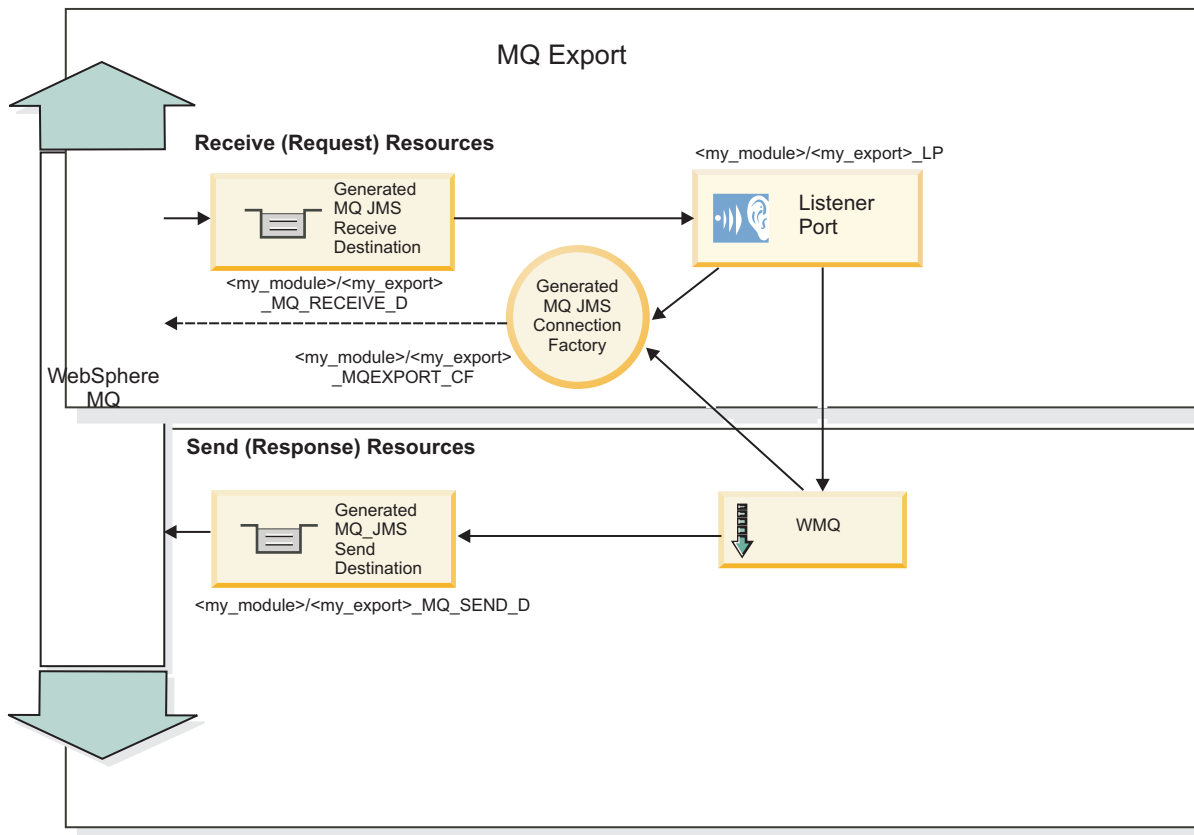 MQ Export
Receive (Request) Resources
<my_module>/<my_export>_LP
Generated
MQ JMS
Receive
Destination
Listener
Port
<my_module>/<my_export>
_MQ_RECEIVE_D
Generated
MQ JMS
Connection
Factory
<my_module>/<my_export>
_MQEXPORT_CF
WebSphere
MQ
Send (Response) Resources
Generated
MQ_JMS
Send
Destination
WMQ
<my_module>/<my_export>_MQ_SEND_D